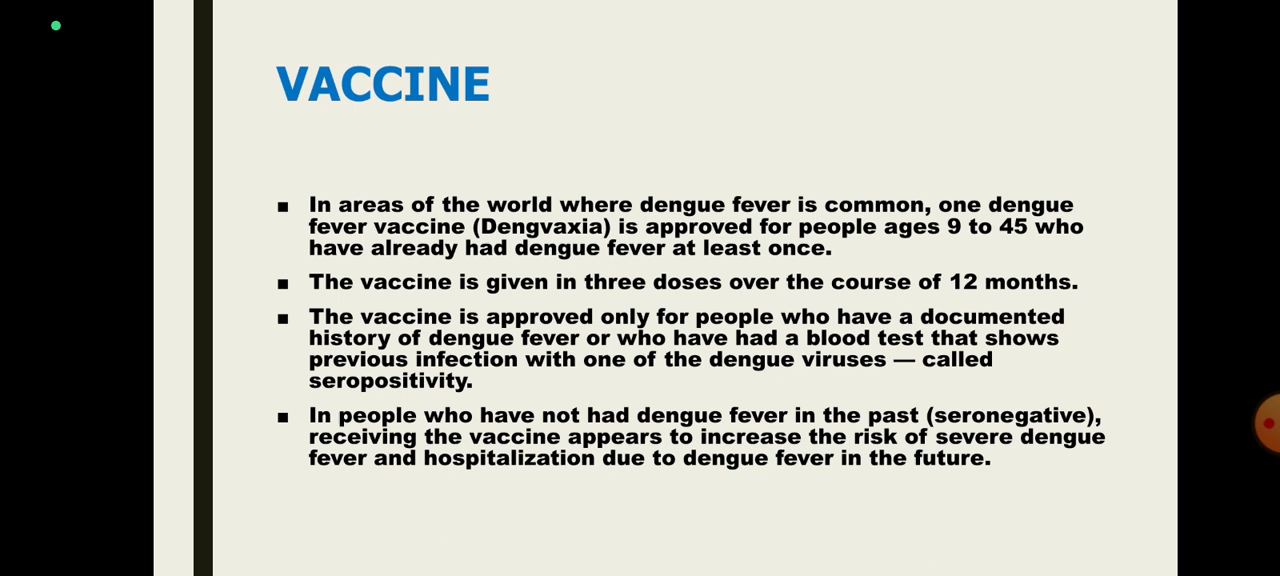 VACCINE
■ In areas of the world where dengue fever is common, one dengue
fever vaccine (Dengvaxia) is approved for people ages 9 to 45 who
have already had dengue fever at least once.
■ The vaccine is given in three doses over the course of 12 months.
■ The vaccine is approved only for people who have a documented
history of dengue fever or who have had a blood test that shows
previous infection with one of the dengue viruses — called
seropositivity.
■ In people who have not had dengue fever in the past (seronegative),
receiving the vaccine appears to increase the risk of severe dengue
fever and hospitalization due to dengue fever in the future.